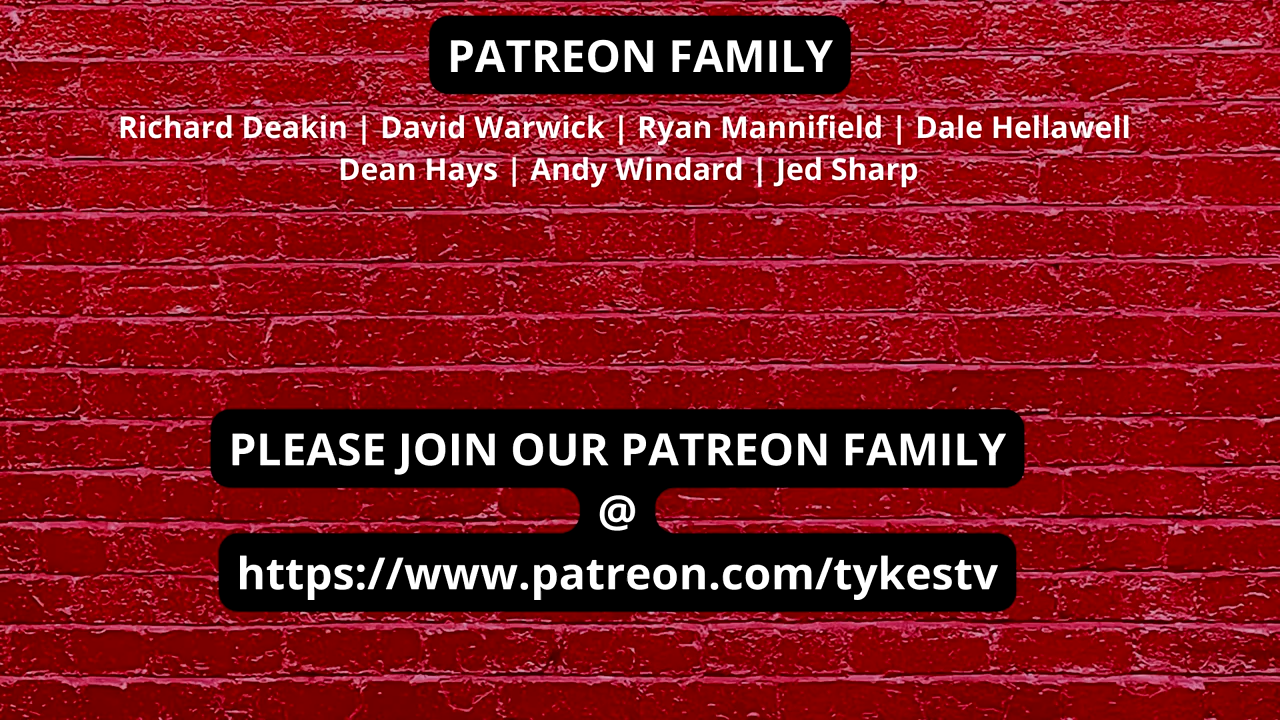 PATREON FAMILY
Richard Deakin | David Warwick | Ryan Mannifield | Dale Hellawell
Dean Hays | Andy Windard | Jed Sharp
PLEASE JOIN OUR PATREON FAMILY
@
https://www.patreon.com/tykestv